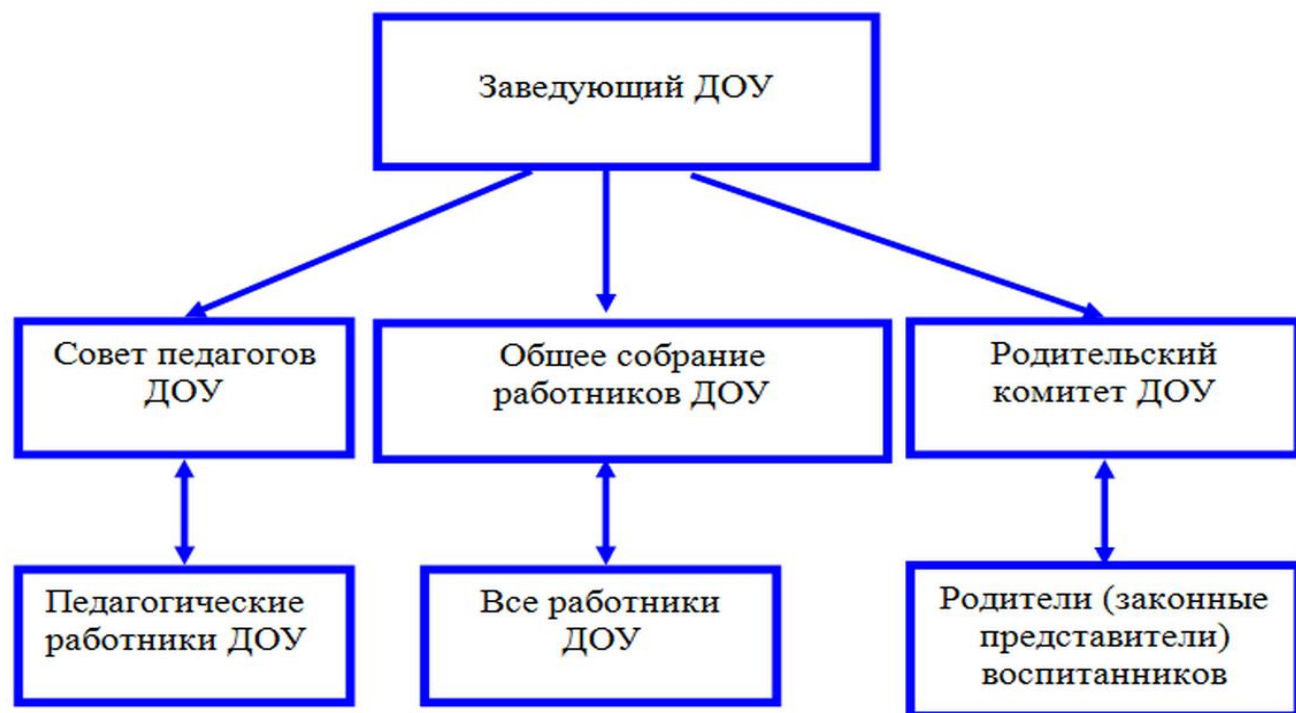 Заведующий ДОУ
Совет педагогов
ДОУ
Общее собрание
работников ДОУ
Родительский
комитет ДОУ
Педагогические
работники ДОУ
Все работники
ДОУ
Родители (законные
представители)
воспитанников